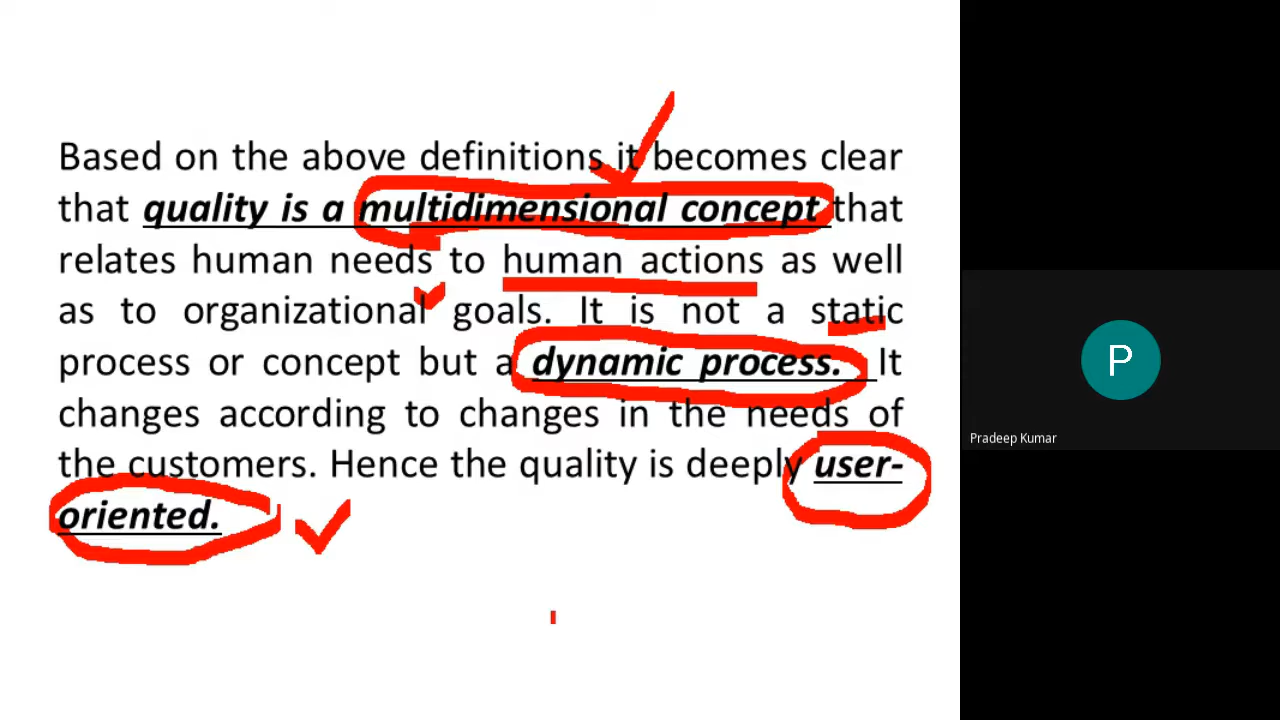 Based on the above definitions it becomes clear
that quality is a multidimensional concept that
relates human needs to human actions as well
as to organizational goals. It is not a static
process or concept but a dynamic process. It
changes according to changes in the needs of
the customers. Hence the quality is deeply user-
oriented.
P
Pradeep Kumar